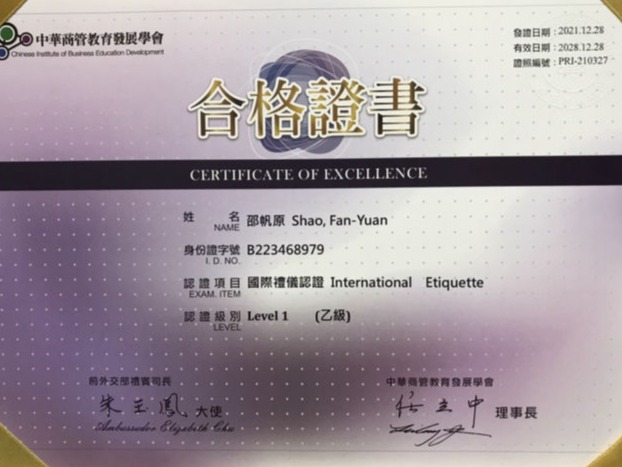 中華商管教育發展學會
Chinese Institute of Business Education Development
發證日期：2021.12.28
有效日期：2028.12.28
證照編號：PRJ-210327
合格證書
CERTIFICATE OF EXCELLENCE
姓 名 邵帆原 Shao, Fan-Yuan
NAME
身份證字號 B223468979
I. D. NO.
認證項目 國際禮儀認證 International Etiquette
EXAM. ITEM
認證級別 Level 1 (乙級)
LEVEL
前外交部禮賓司長
朱玉鳳 大使
Ambassador Elizabeth Chu
中華商管教育發展學會
任立中 理事長